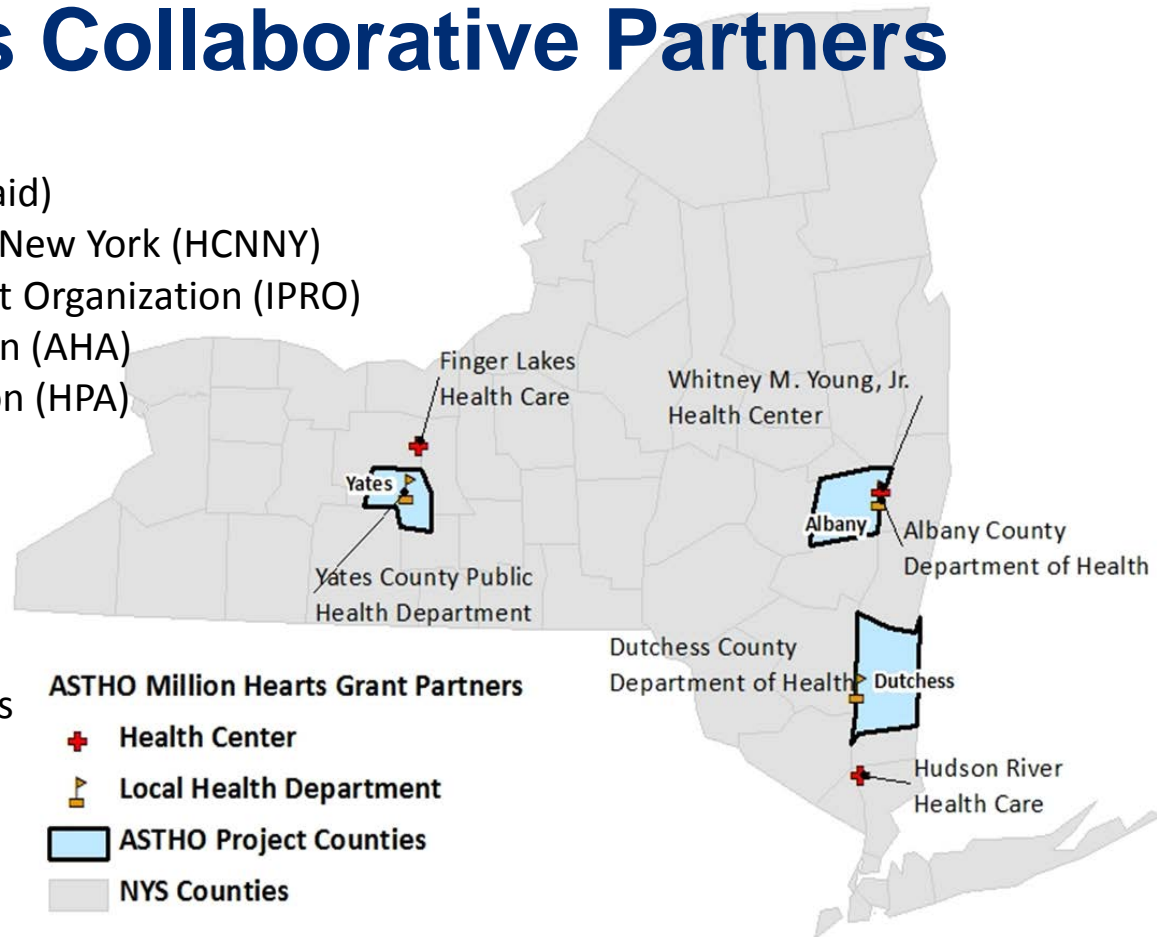 s Collaborative Partners
aid)
New York (HCNNY)
t Organization (IPRO)
n (AHA)
on (HPA)
Finger Lakes
Health Care
Whitney M. Young, Jr.
Health Center
Yates
Albany
Albany County
Department of Health
Yates County Public
Health Department
Dutchess County
Department of Health
Dutchess
Hudson River
Health Care
s
ASTHO Million Hearts Grant Partners
Health Center
Local Health Department
ASTHO Project Counties
NYS Counties